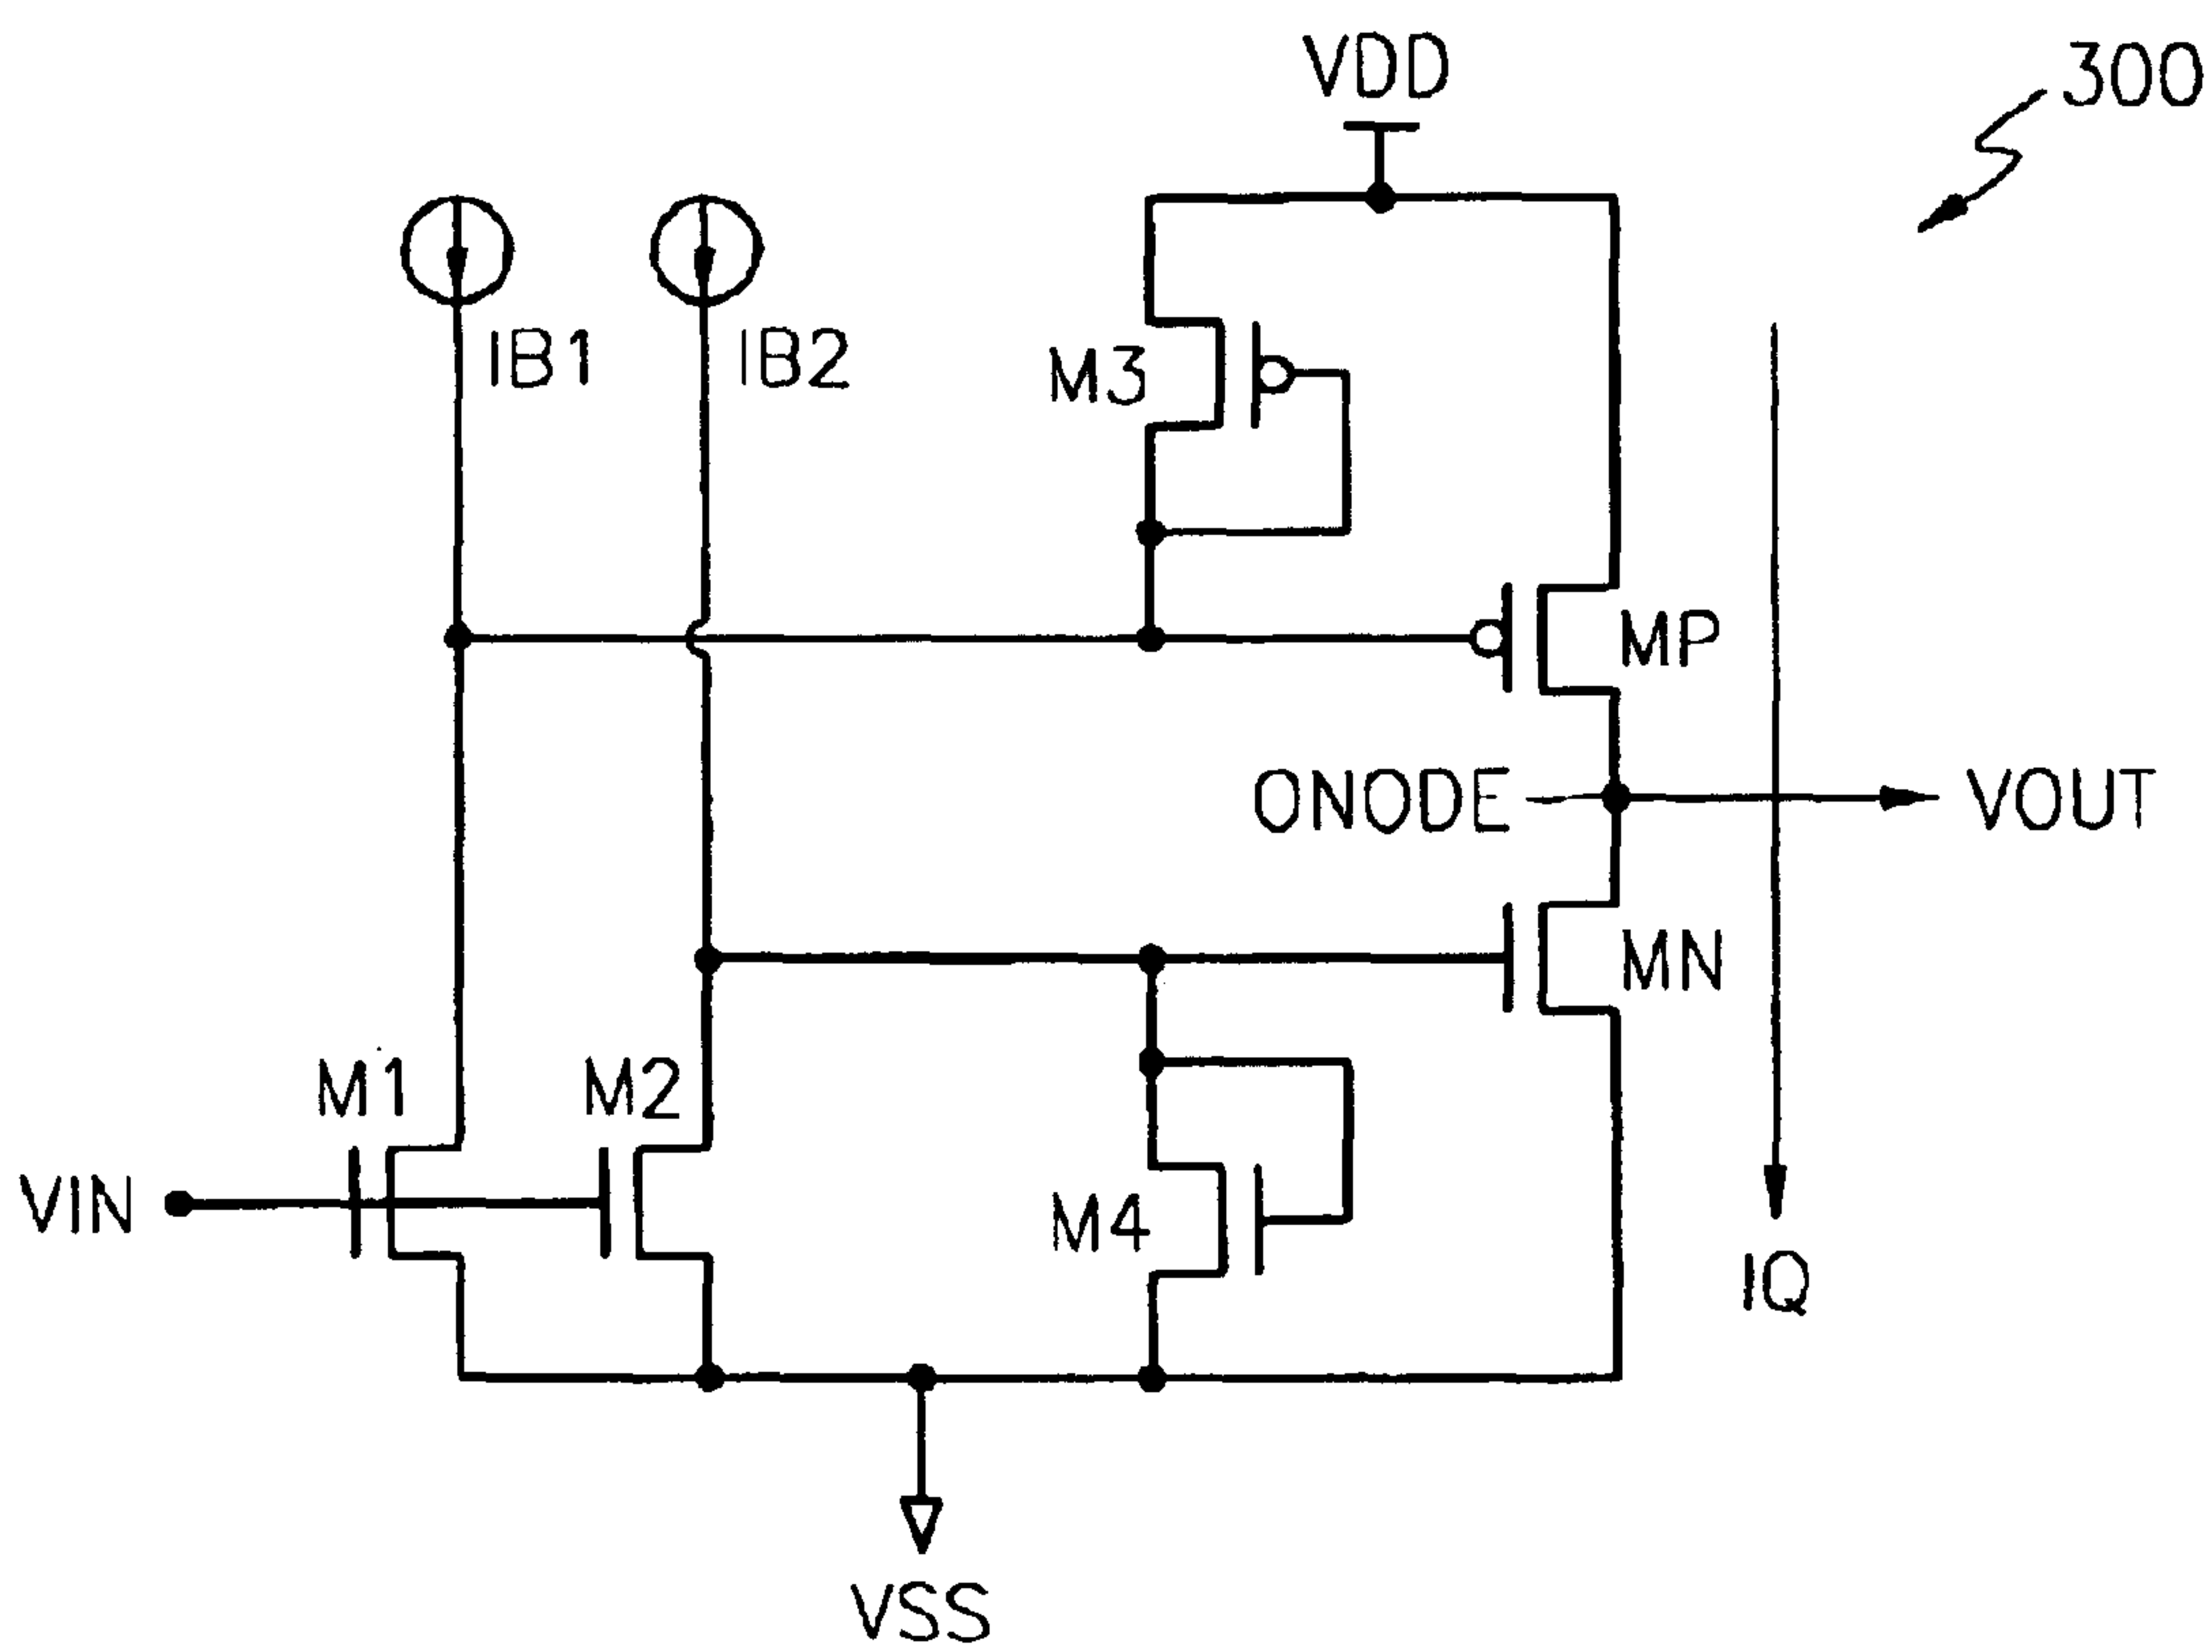 VDD
300
IB1
IB2
M3
MP
ONODE
VOUT
MN
M1
M2
VIN
M4
IQ
VSS